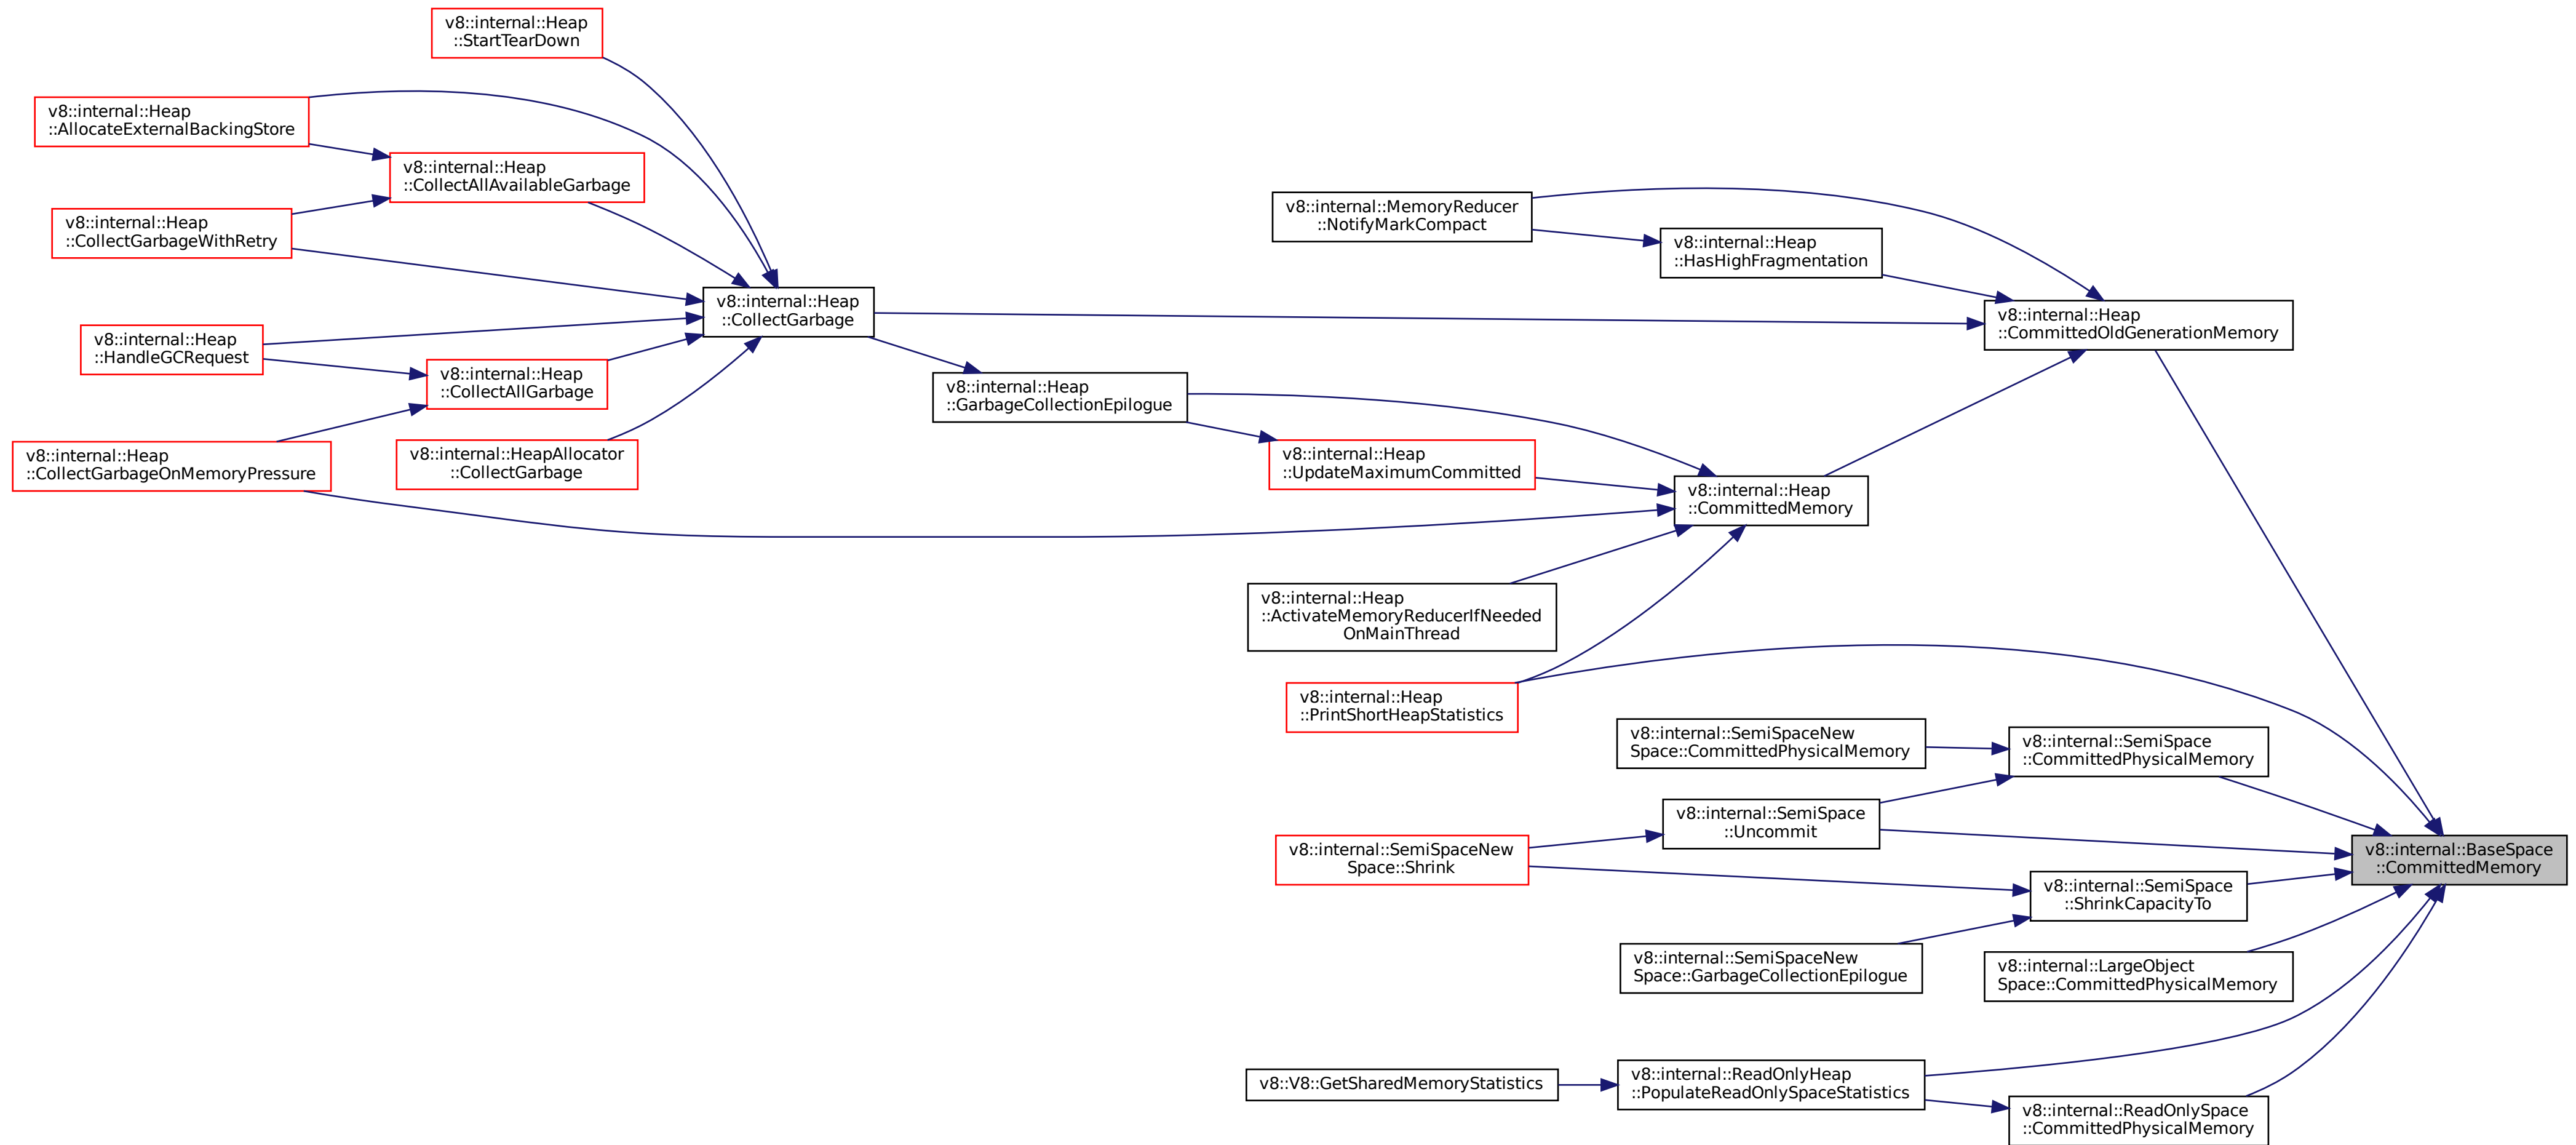 v8::internal::Heap
::StartTearDown
v8::internal::Heap
::AllocateExternalBackingStore
v8::internal::Heap
::CollectAllAvailableGarbage
v8::internal::Heap
::CollectGarbageWithRetry
v8::internal::Heap
::CollectGarbage
v8::internal::Heap
::HandleGCRequest
v8::internal::Heap
::CollectAllGarbage
v8::internal::Heap
::CollectGarbageOnMemoryPressure
v8::internal::HeapAllocator
::CollectGarbage
v8::internal::Heap
::GarbageCollectionEpilogue
v8::internal::MemoryReducer
::NotifyMarkCompact
v8::internal::Heap
::HasHighFragmentation
v8::internal::Heap
::CommittedOldGenerationMemory
v8::internal::Heap
::UpdateMaximumCommitted
v8::internal::Heap
::CommittedMemory
v8::internal::Heap
::ActivateMemoryReducerIfNeeded
OnMainThread
v8::internal::Heap
::PrintShortHeapStatistics
v8::internal::SemiSpaceNew
Space::CommittedPhysicalMemory
v8::internal::SemiSpace
::CommittedPhysicalMemory
v8::internal::SemiSpace
::Uncommit
v8::internal::SemiSpaceNew
Space::Shrink
v8::internal::BaseSpace
::CommittedMemory
v8::internal::SemiSpace
::ShrinkCapacityTo
v8::internal::SemiSpaceNew
Space::GarbageCollectionEpilogue
v8::internal::LargeObject
Space::CommittedPhysicalMemory
v8::V8::GetSharedMemoryStatistics
v8::internal::ReadOnlyHeap
::PopulateReadOnlySpaceStatistics
v8::internal::ReadOnlySpace
::CommittedPhysicalMemory